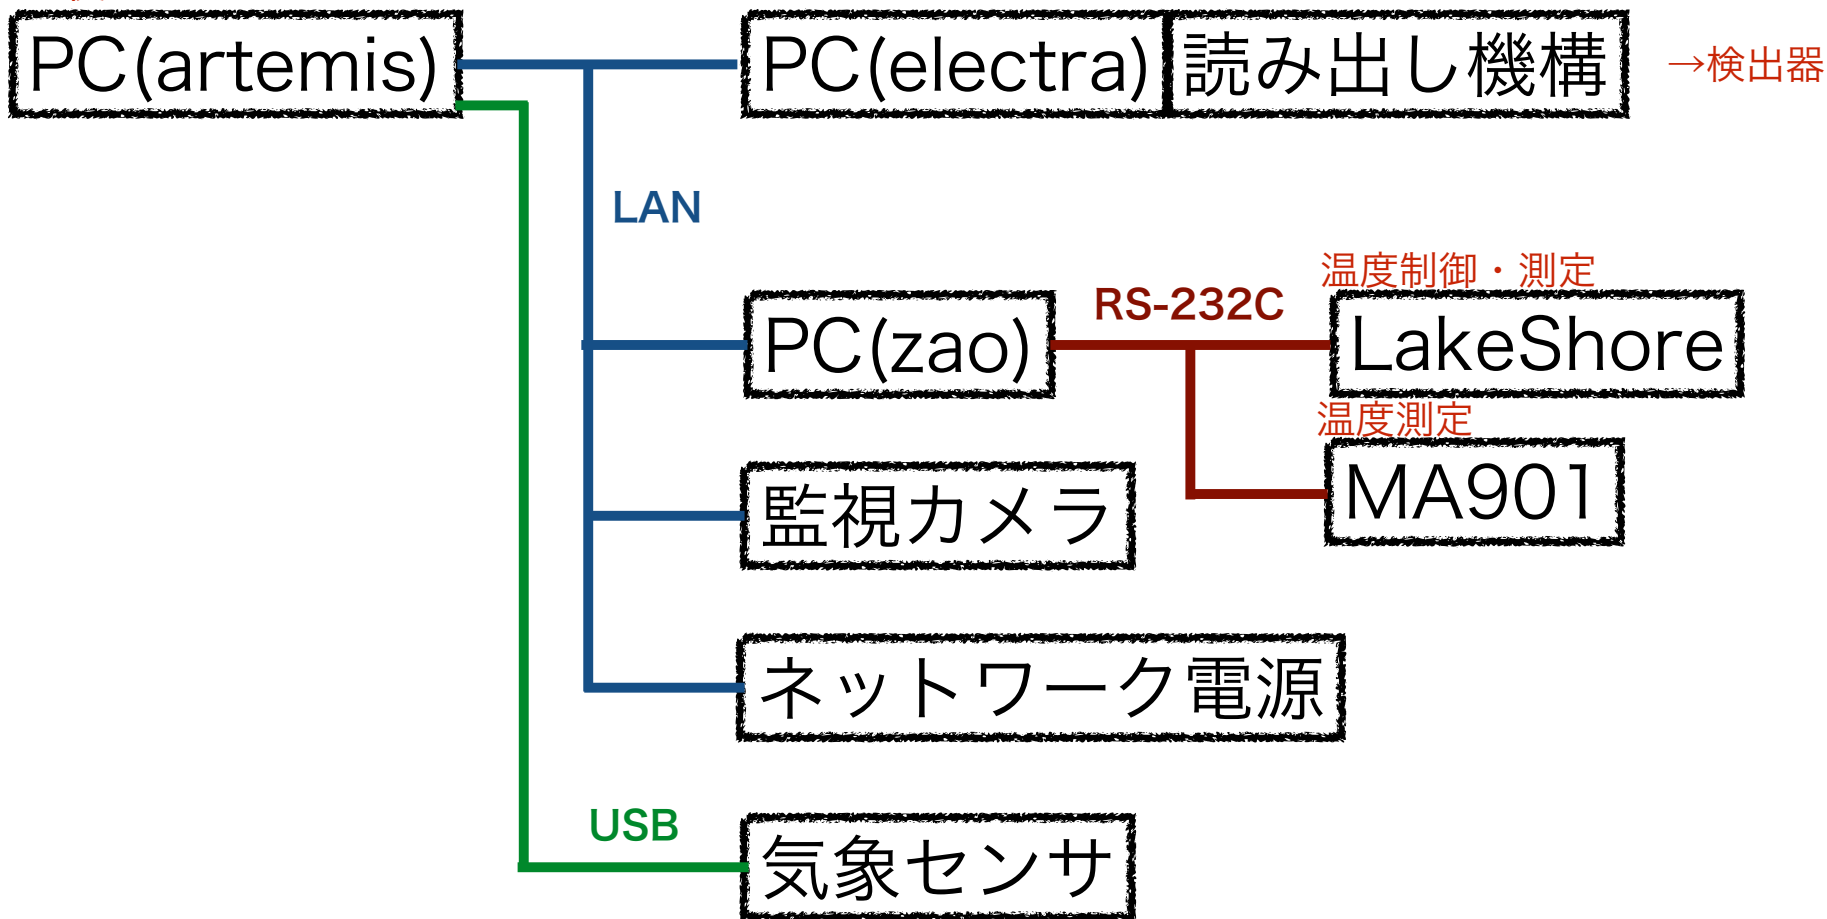 PC(artemis)
PC(electra)
読み出し機構
→検出器
LAN
温度制御・測定
RS-232C
PC(zao)
LakeShore
温度測定
MA901
監視カメラ
ネットワーク電源
USB
気象センサ